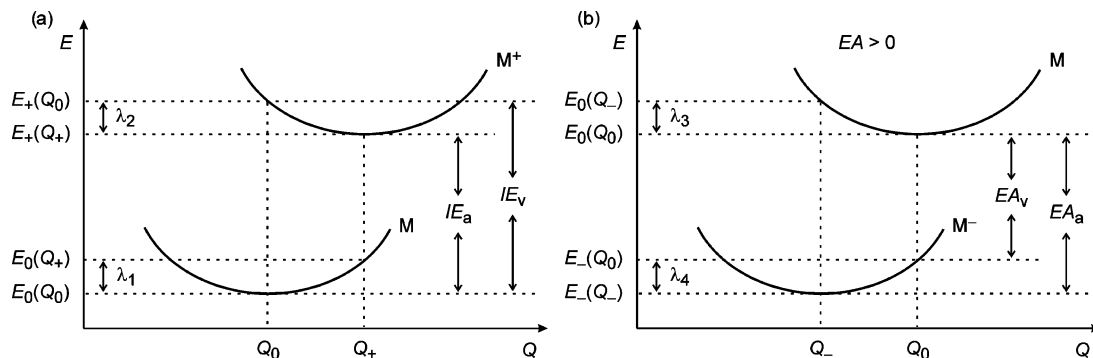 (a)
E
M⁺
E₊(Q₀)
λ₂
E₊(Q₊)
IEₐ
IEᵥ
M
E₀(Q₊)
λ₁
E₀(Q₀)
Q₀
Q₊
Q
(b)
E
EA > 0
M
E₀(Q₋)
λ₃
E₀(Q₀)
EAᵥ
EAₐ
M⁻
E₋(Q₀)
λ₄
E₋(Q₋)
Q₋
Q₀
Q